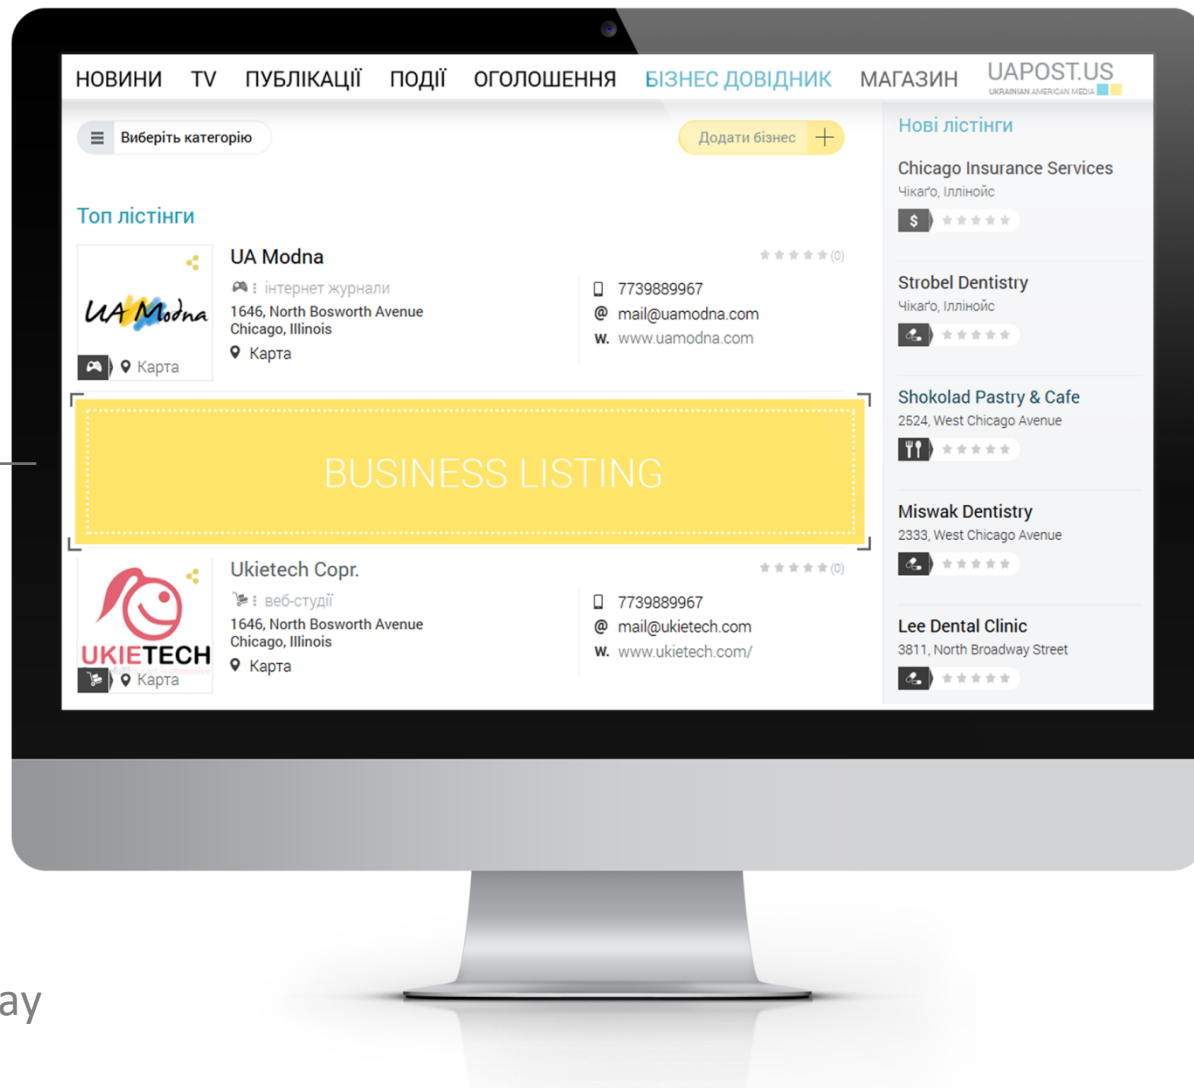 НОВИНИ TV ПУБЛІКАЦІЇ ПОДІЇ ОГОЛОШЕННЯ БІЗНЕС ДОВІДНИК МАГАЗИН
UAPOST.US
UKRAINIAN AMERICAN MEDIA
Виберіть категорію
Додати бізнес +
Топ лістінги
UA Modna
UA Modna
інтернет журнали
1646, North Bosworth Avenue
Chicago, Illinois
Карта
Карта
(0)
7739889967
@ mail@uamodna.com
w. www.uamodna.com
BUSINESS LISTING
UKIETECH
Карта
Ukietech Copr.
веб-студії
1646, North Bosworth Avenue
Chicago, Illinois
Карта
(0)
7739889967
@ mail@ukietech.com
w. www.ukietech.com/
Нові лістінги
Chicago Insurance Services
Чікаґо, Іллінойс
$
Strobel Dentistry
Чікаґо, Іллінойс
Shokolad Pastry & Cafe
2524, West Chicago Avenue
Miswak Dentistry
2333, West Chicago Avenue
Lee Dental Clinic
3811, North Broadway Street
ay